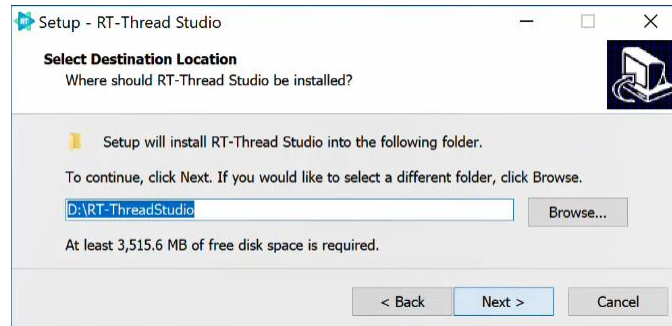 RT Setup - RT-Thread Studio
Select Destination Location
Where should RT-Thread Studio be installed?
Setup will install RT-Thread Studio into the following folder.
To continue, click Next. If you would like to select a different folder, click Browse.
D:\RT-ThreadStudio Browse...
At least 3,515.6 MB of free disk space is required.
< Back Next > Cancel